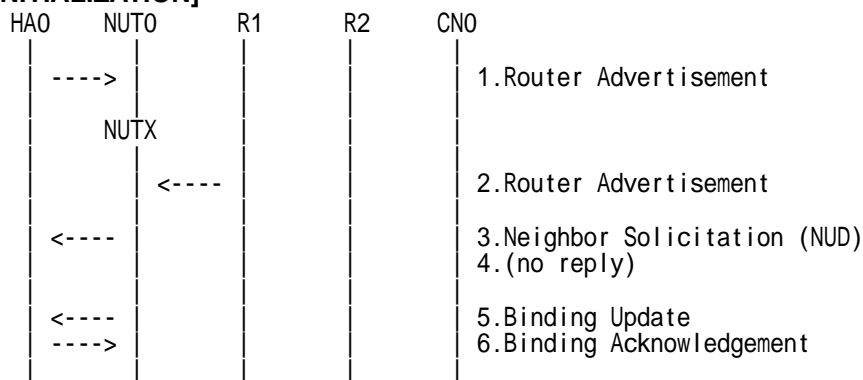 NITIALIZATION]
HA0 NUT0 R1 R2 CN0
----> 1.Router Advertisement
NUTX
<---- 2.Router Advertisement
<---- 3.Neighbor Solicitation (NUD)
4.(no reply)
<---- 5.Binding Update
----> 6.Binding Acknowledgement